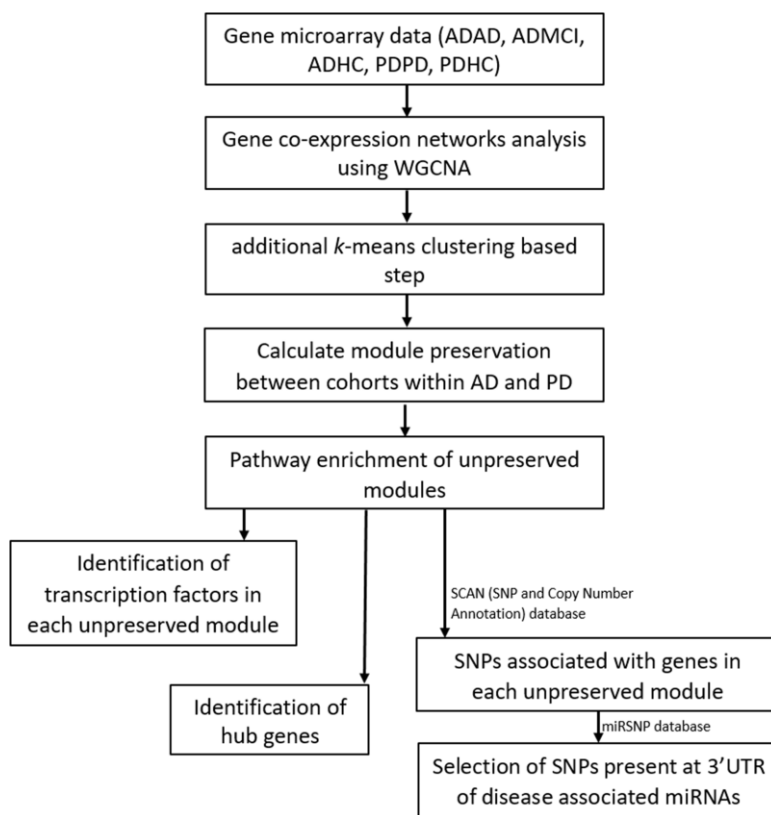 Gene microarray data (ADAD, ADMCI,
ADHC, PDPD, PDHC)
Gene co-expression networks analysis
using WGCNA
additional k-means clustering based
step
Calculate module preservation
between cohorts within AD and PD
Pathway enrichment of unpreserved
modules
Identification of
transcription factors in
each unpreserved module
SCAN (SNP and Copy Number
Annotation) database
SNPs associated with genes in
each unpreserved module
Identification of
hub genes
miRSNP database
Selection of SNPs present at 3’UTR
of disease associated miRNAs